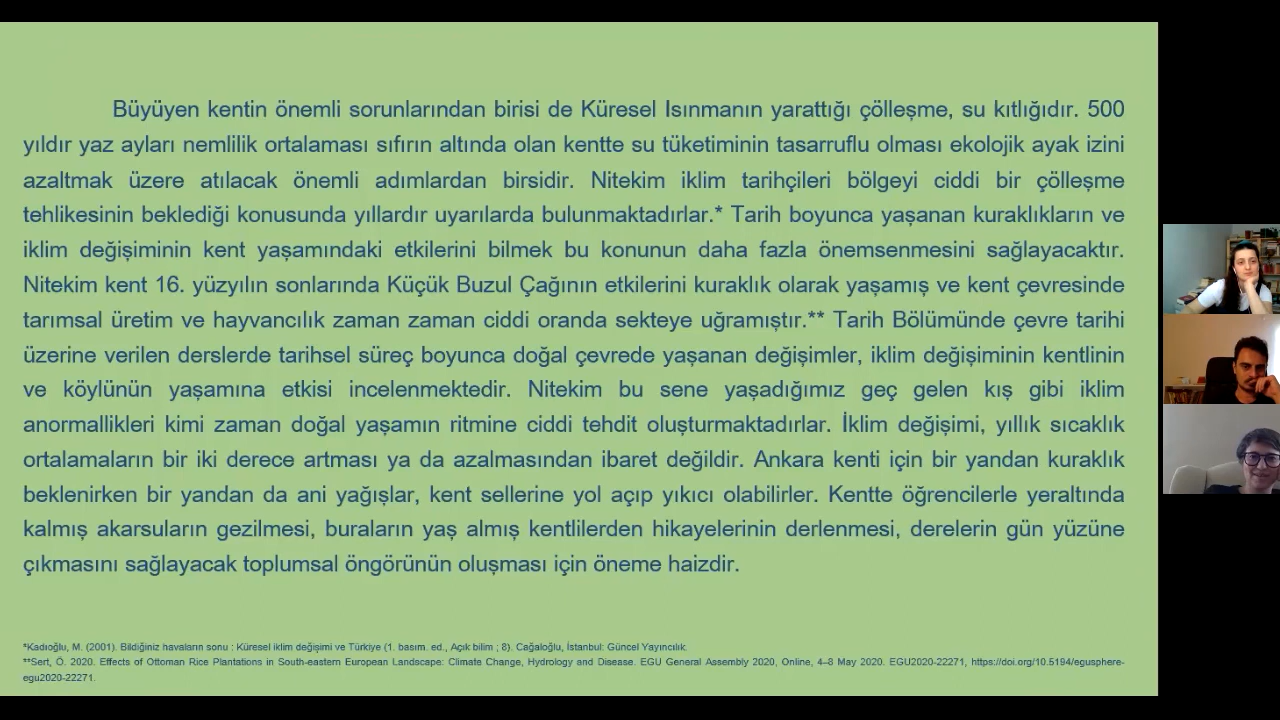 Büyüyen kentin önemli sorunlarından birisi de Küresel Isınmanın yarattığı çölleşme, su kıtlığıdır. 500
yıldır yaz ayları nemlilik ortalaması sıfırın altında olan kentte su tüketiminin tasarruflu olması ekolojik ayak izini
azaltmak üzere atılacak önemli adımlardan birsidir. Nitekim iklim tarihçileri bölgeyi ciddi bir çölleşme
tehlikesinin beklediği konusunda yıllardır uyarılarda bulunmaktadırlar.* Tarih boyunca yaşanan kuraklıkların ve
iklim değişiminin kent yaşamındaki etkilerini bilmek bu konunun daha fazla önemsenmesini sağlayacaktır.
Nitekim kent 16. yüzyılın sonlarında Küçük Buzul Çağının etkilerini kuraklık olarak yaşamış ve kent çevresinde
tarımsal üretim ve hayvancılık zaman zaman ciddi oranda sekteye uğramıştır.** Tarih Bölümünde çevre tarihi
üzerine verilen derslerde tarihsel süreç boyunca doğal çevrede yaşanan değişimler, iklim değişiminin kentlinin
ve köylünün yaşamına etkisi incelenmektedir. Nitekim bu sene yaşadığımız geç gelen kış gibi iklim
anormallikleri kimi zaman doğal yaşamın ritmine ciddi tehdit oluşturmaktadırlar. İklim değişimi, yıllık sıcaklık
ortalamaların bir iki derece artması ya da azalmasından ibaret değildir. Ankara kenti için bir yandan kuraklık
beklenirken bir yandan da ani yağışlar, kent sellerine yol açıp yıkıcı olabilirler. Kentte öğrencilerle yeraltında
kalmış akarsuların gezilmesi, buraların yaş almış kentlilerden hikayelerinin derlenmesi, derelerin gün yüzüne
çıkmasını sağlayacak toplumsal öngörünün oluşması için öneme haizdir.
*Kadıoğlu, M. (2001). Bildiğiniz havaların sonu : Küresel iklim değişimi ve Türkiye (1. basım. ed., Açık bilim ; 8). Cağaloğlu, İstanbul: Güncel Yayıncılık.
**Sert, Ö. 2020. Effects of Ottoman Rice Plantations in South-eastern European Landscape: Climate Change, Hydrology and Disease. EGU General Assembly 2020, Online, 4–8 May 2020. EGU2020-22271, https://doi.org/10.5194/egusphere-
egu2020-22271.